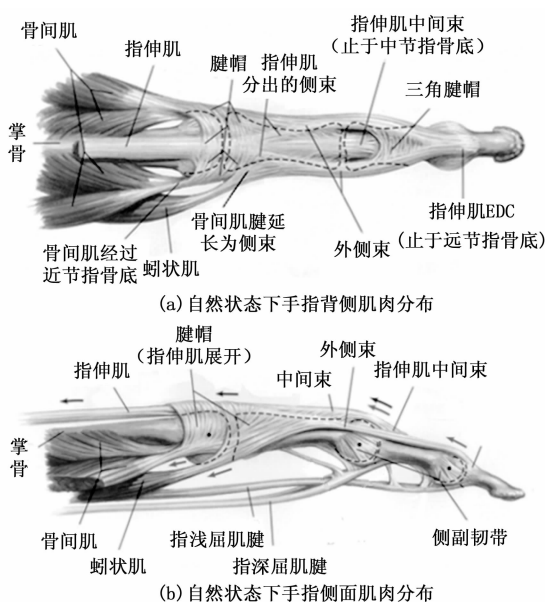 骨间肌
指伸肌
腱帽
指伸肌
分出的侧束
指伸肌中间束
(止于中节指骨底)
三角腱帽
掌
骨
骨间肌经过
近节指骨底
蚓状肌
骨间肌腱延
长为侧束
外侧束
指伸肌EDC
(止于远节指骨底)
(a)自然状态下手指背侧肌肉分布
指伸肌
腱帽
(指伸肌展开)
中间束
外侧束
指伸肌中间束
掌
骨
骨间肌
蚓状肌
指浅屈肌腱
指深屈肌腱
侧副韧带
(b)自然状态下手指侧面肌肉分布